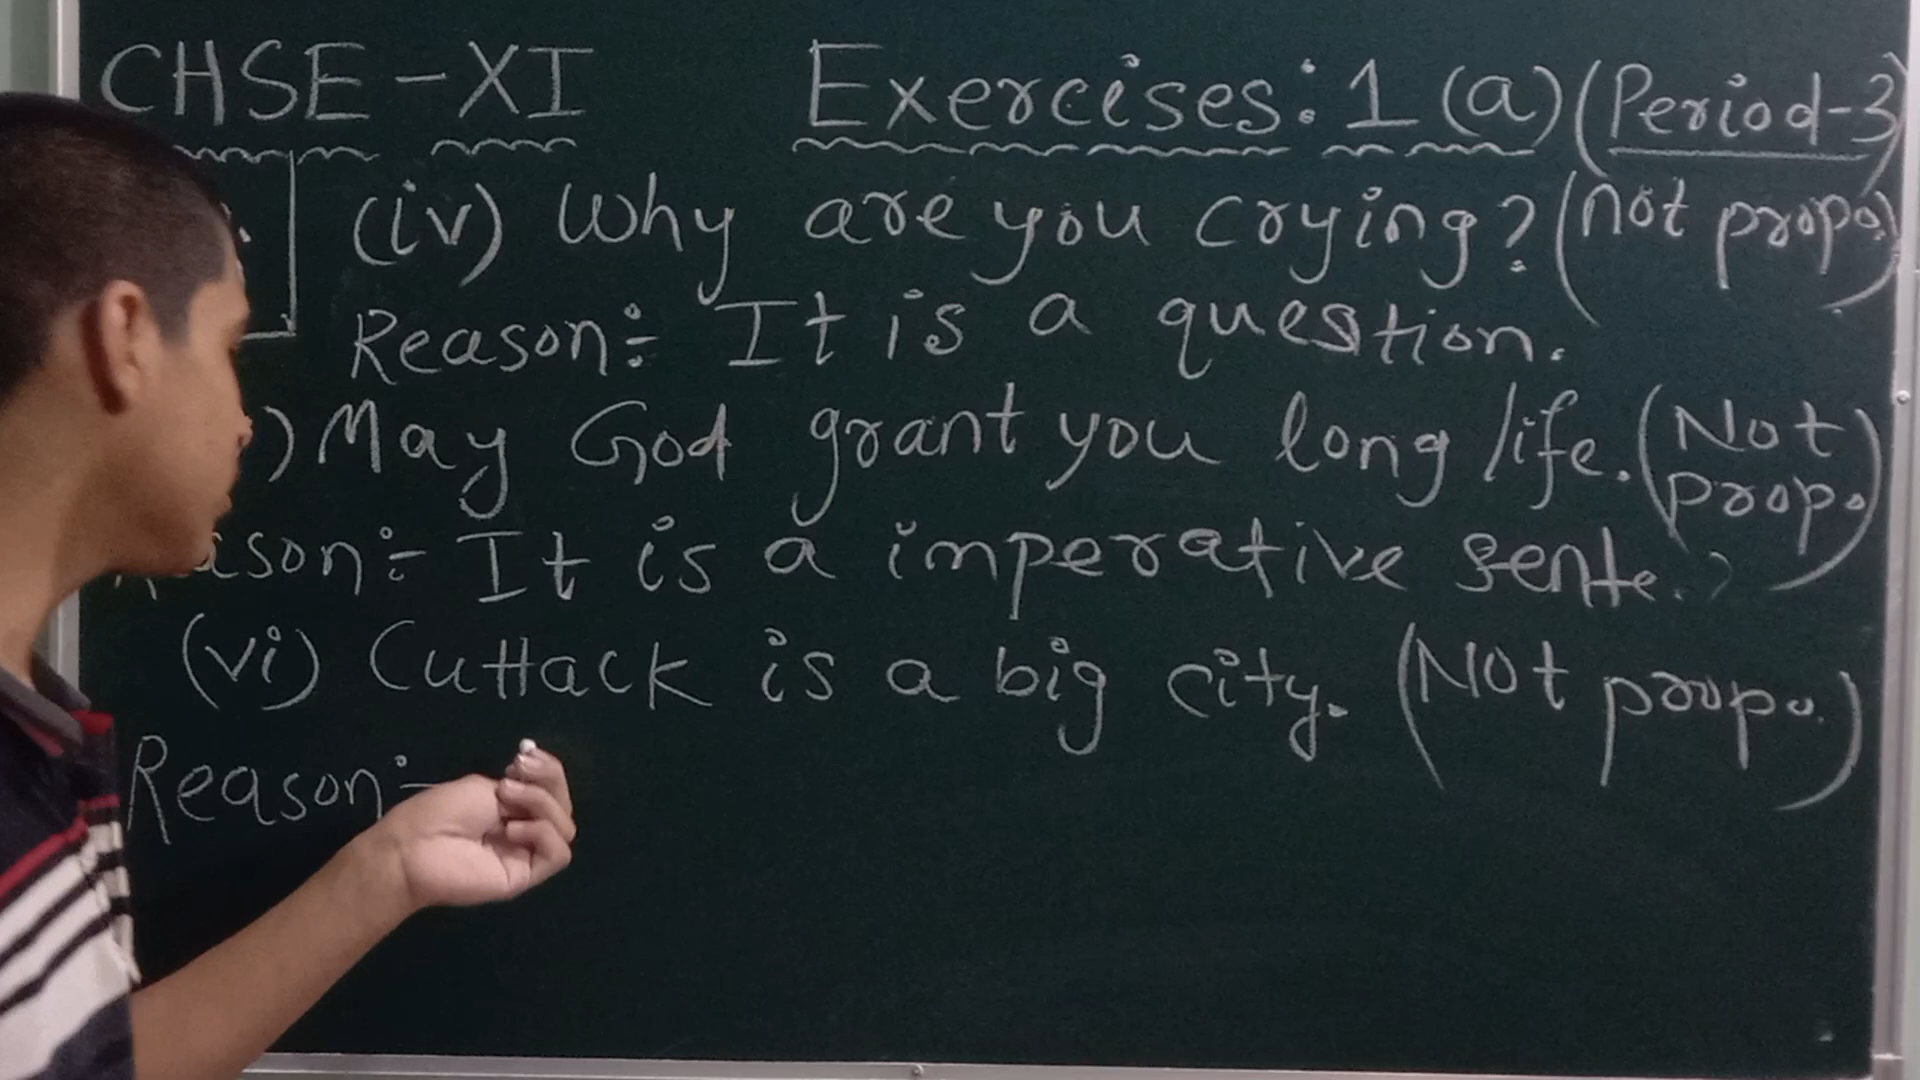 CHSE-XI Exercises: 1 (a) (Period-3)
(iv) Why are you crying? (not propo.)
Reason:- It is a question.
) May God grant you long life. (Not propo.)
ason:- It is a imperative sente.
(vi) Cuttack is a big city. (Not propo.)
Reason:-